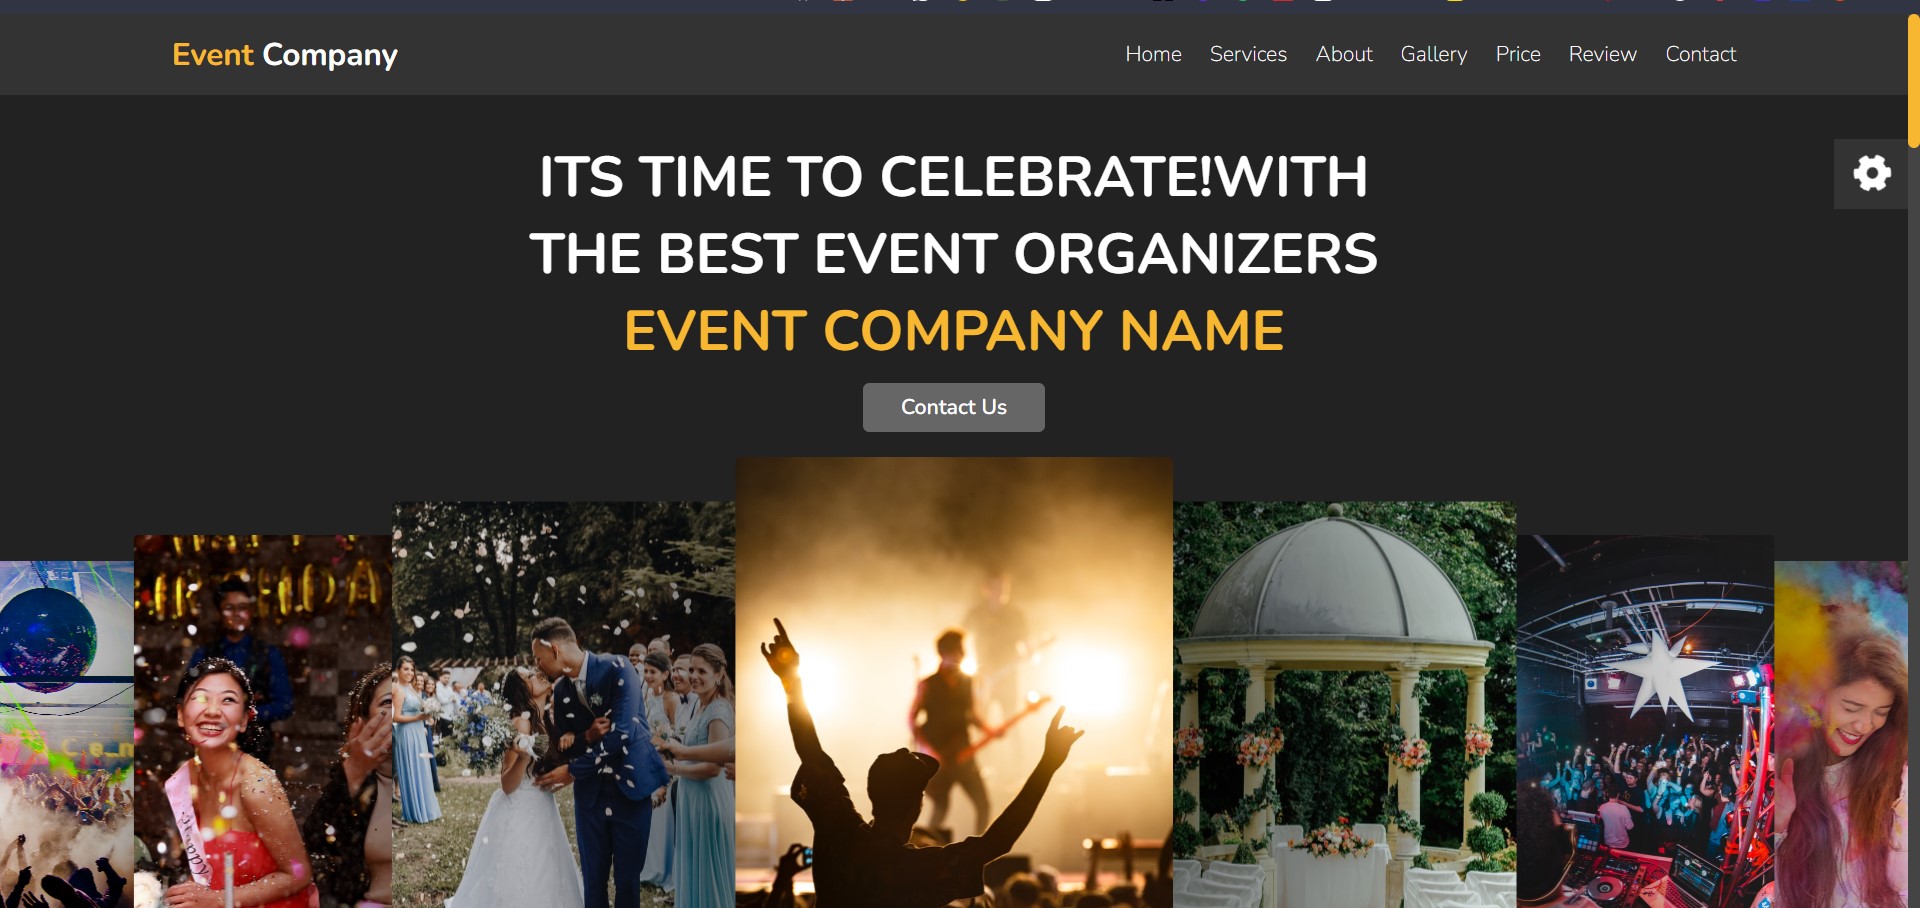 Event Company
Home Services About Gallery Price Review Contact
ITS TIME TO CELEBRATE!WITH
THE BEST EVENT ORGANIZERS
EVENT COMPANY NAME
Contact Us